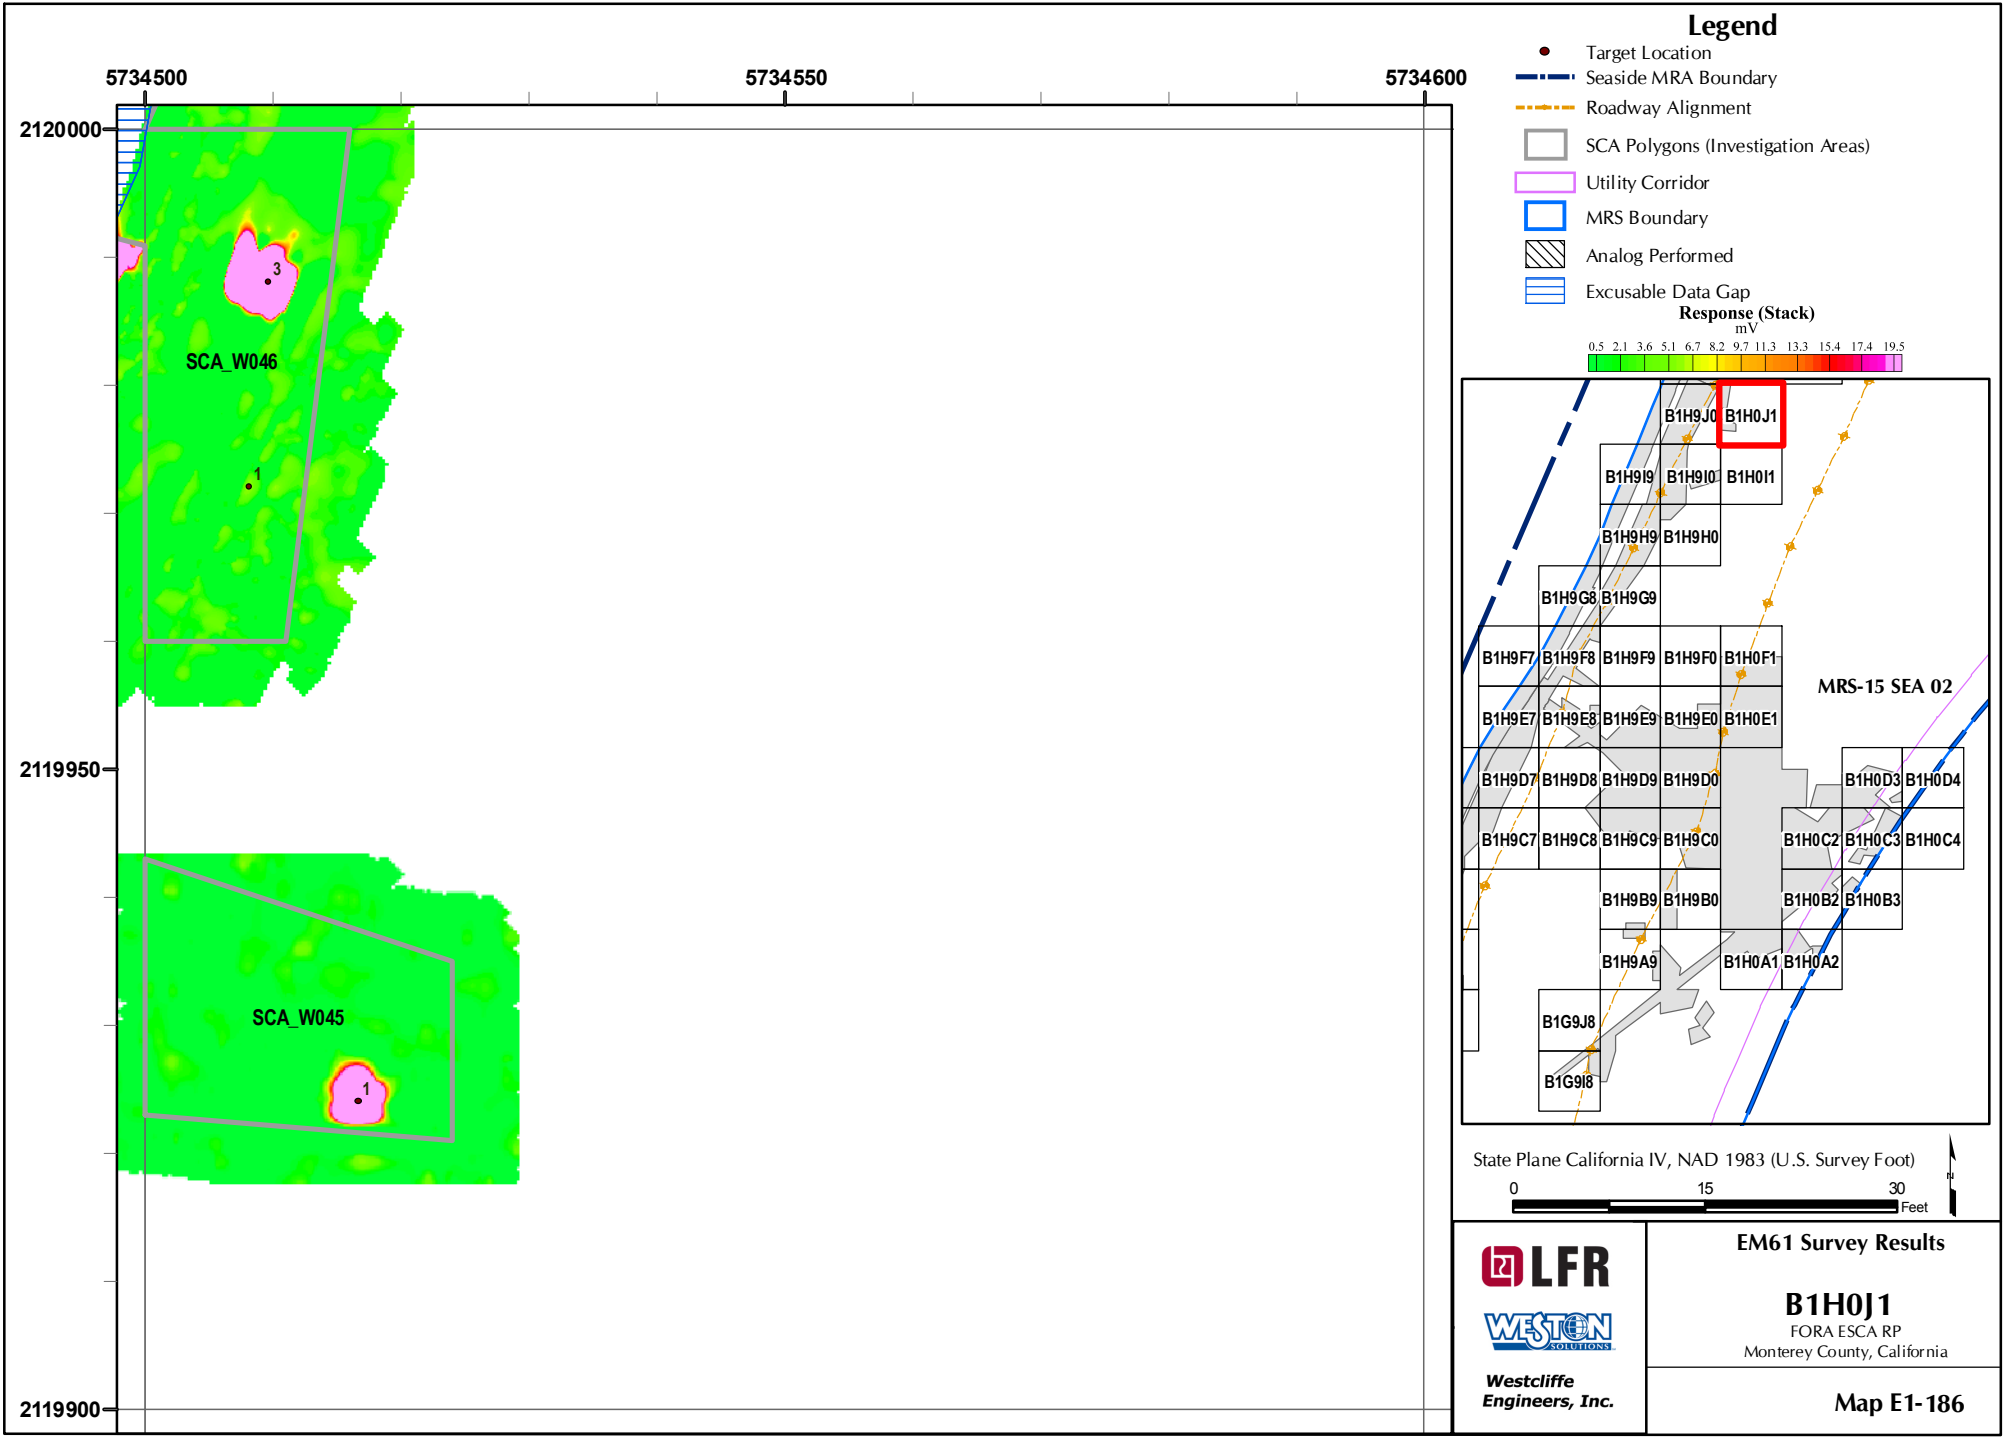 5734500
5734550
5734600
2120000
2119950
2119900
3
SCA_W046
1
SCA_W045
1
Legend
Target Location
Seaside MRA Boundary
Roadway Alignment
SCA Polygons (Investigation Areas)
Utility Corridor
MRS Boundary
Analog Performed
Excusable Data Gap
Response (Stack)
mV
0.5 2.1 3.6 5.1 6.7 8.2 9.7 11.3 13.3 15.4 17.4 19.5
B1H9J0 B1H0J1
B1H9I9 B1H9I0 B1H0I1
B1H9H9 B1H9H0
B1H9G8 B1H9G9
B1H9F7 B1H9F8 B1H9F9 B1H9F0 B1H0F1
MRS-15 SEA 02
B1H9E7 B1H9E8 B1H9E9 B1H9E0 B1H0E1
B1H9D7 B1H9D8 B1H9D9 B1H9D0 B1H0D3 B1H0D4
B1H9C7 B1H9C8 B1H9C9 B1H9C0 B1H0C2 B1H0C3 B1H0C4
B1H9B9 B1H9B0 B1H0B2 B1H0B3
B1H9A9 B1H0A1 B1H0A2
B1G9J8
B1G9I8
State Plane California IV, NAD 1983 (U.S. Survey Foot)
0 15 30
Feet
N
LFR
WESTON
SOLUTIONS
Westcliffe
Engineers, Inc.
EM61 Survey Results
B1H0J1
FORA ESCA RP
Monterey County, California
Map E1-186